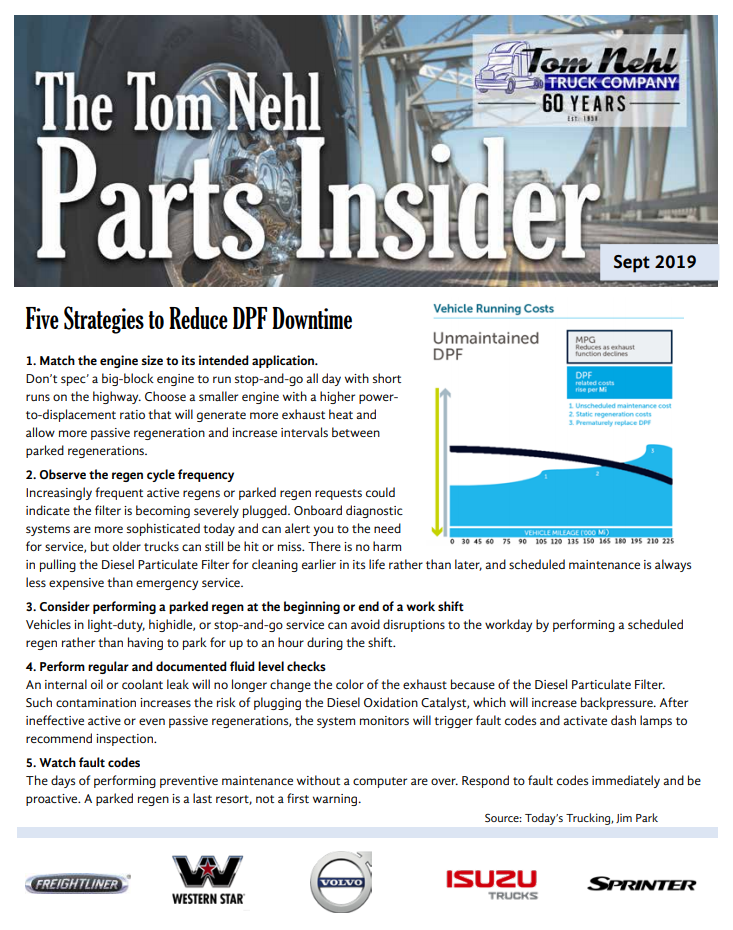 The Tom Nehl
Parts Insider
Tom Nehl
TRUCK COMPANY
60 YEARS
Est. 1959
Sept 2019
Five Strategies to Reduce DPF Downtime
1. Match the engine size to its intended application.
Don't spec' a big-block engine to run stop-and-go all day with short
runs on the highway. Choose a smaller engine with a higher power-
to-displacement ratio that will generate more exhaust heat and
allow more passive regeneration and increase intervals between
parked regenerations.
2. Observe the regen cycle frequency
Increasingly frequent active regens or parked regen requests could
indicate the filter is becoming severely plugged. Onboard diagnostic
systems are more sophisticated today and can alert you to the need
for service, but older trucks can still be hit or miss. There is no harm
in pulling the Diesel Particulate Filter for cleaning earlier in its life rather than later, and scheduled maintenance is always
less expensive than emergency service.
3. Consider performing a parked regen at the beginning or end of a work shift
Vehicles in light-duty, highidle, or stop-and-go service can avoid disruptions to the workday by performing a scheduled
regen rather than having to park for up to an hour during the shift.
4. Perform regular and documented fluid level checks
An internal oil or coolant leak will no longer change the color of the exhaust because of the Diesel Particulate Filter.
Such contamination increases the risk of plugging the Diesel Oxidation Catalyst, which will increase backpressure. After
ineffective active or even passive regenerations, the system monitors will trigger fault codes and activate dash lamps to
recommend inspection.
5. Watch fault codes
The days of performing preventive maintenance without a computer are over. Respond to fault codes immediately and be
proactive. A parked regen is a last resort, not a first warning.
Source: Today's Trucking, Jim Park
Vehicle Running Costs
Unmaintained
DPF
MPG
Reduces as exhaust
function declines
DPF
related costs
rise per Mi
1. Unscheduled maintenance cost
2. Static regeneration costs
3. Prematurely replace DPF
1
2
3
VEHICLE MILEAGE ('000 Mi)
0 30 45 60 75 90 105 120 135 150 165 180 195 210 225
FREIGHTLINER
WESTERN STAR
VOLVO
ISUZU
TRUCKS
SPRINTER